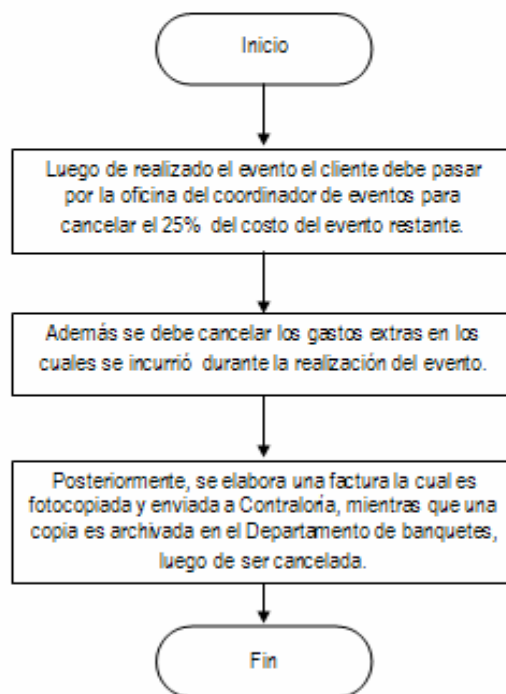 Inicio
Luego de realizado el evento el cliente debe pasar
por la oficina del coordinador de eventos para
cancelar el 25% del costo del evento restante.
Además se debe cancelar los gastos extras en los
cuales se incurrió durante la realización del evento.
Posteriormente, se elabora una factura la cual es
fotocopiada y enviada a Contraloría, mientras que una
copia es archivada en el Departamento de banquetes,
luego de ser cancelada.
Fin